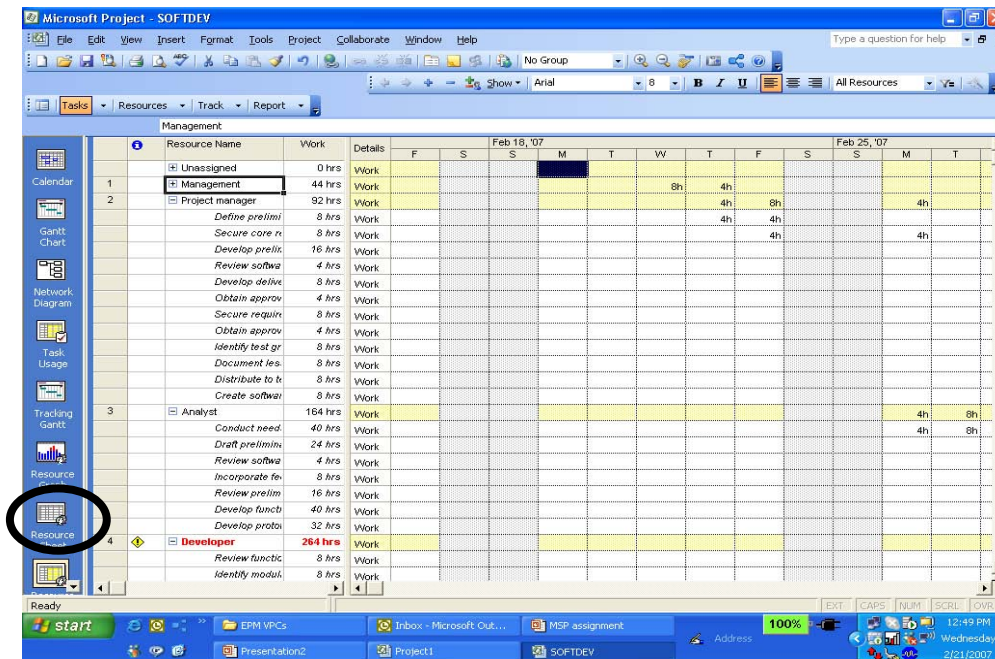 Microsoft Project - SOFTDEV
File Edit View Insert Format Tools Project Collaborate Window Help Type a question for help
No Group
Show Arial 8 B I U All Resources
Tasks Resources Track Report
Management
Resource Name Work Details Feb 18, '07 Feb 25, '07
F S S M T W T F S S M T
Unassigned 0 hrs Work
1 Management 44 hrs Work 8h 4h
2 Project manager 92 hrs Work 4h 8h 4h
Define prelimi 8 hrs Work 4h 4h
Secure core re 8 hrs Work 4h 4h
Develop prelin 16 hrs Work
Review softwa 4 hrs Work
Develop delive 8 hrs Work
Obtain approv 4 hrs Work
Secure require 8 hrs Work
Obtain approv 4 hrs Work
Identify test gr 8 hrs Work
Document les 8 hrs Work
Distribute to te 8 hrs Work
Create softwar 8 hrs Work
3 Analyst 164 hrs Work 4h 8h
Conduct need 40 hrs Work 4h 8h
Draft prelimina 24 hrs Work
Review softwa 4 hrs Work
Incorporate fe 8 hrs Work
Review prelim 16 hrs Work
Develop functi 40 hrs Work
Develop protot 32 hrs Work
4 Developer 264 hrs Work
Review functic 8 hrs Work
Identify modul 8 hrs Work
Calendar
Gantt
Chart
Network
Diagram
Task
Usage
Tracking
Gantt
Resource
Graph
Resource
Sheet
Ready EXT CAPS NUM SCRL OVR
start EPM VPCs Inbox - Microsoft Out... MSP assignment 100% 12:49 PM
Address Wednesday
Presentation2 Project1 SOFTDEV 2/21/2007